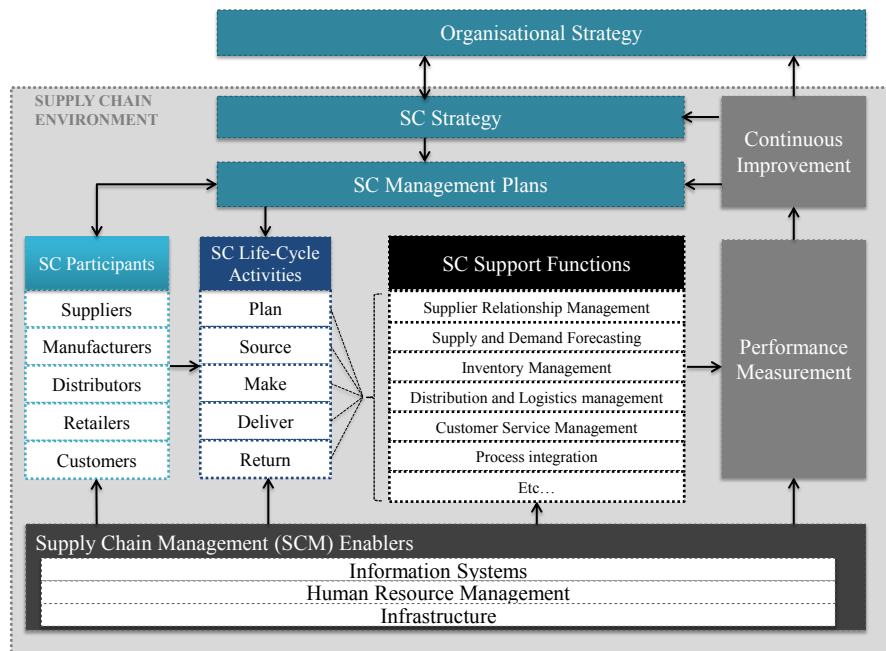 Organisational Strategy
SUPPLY CHAIN
ENVIRONMENT
SC Strategy
Continuous
Improvement
SC Management Plans
SC Participants
SC Life-Cycle
Activities
SC Support Functions
Suppliers
Manufacturers
Distributors
Retailers
Customers
Plan
Source
Make
Deliver
Return
Supplier Relationship Management
Supply and Demand Forecasting
Inventory Management
Distribution and Logistics management
Customer Service Management
Process integration
Etc…
Performance
Measurement
Supply Chain Management (SCM) Enablers
Information Systems
Human Resource Management
Infrastructure